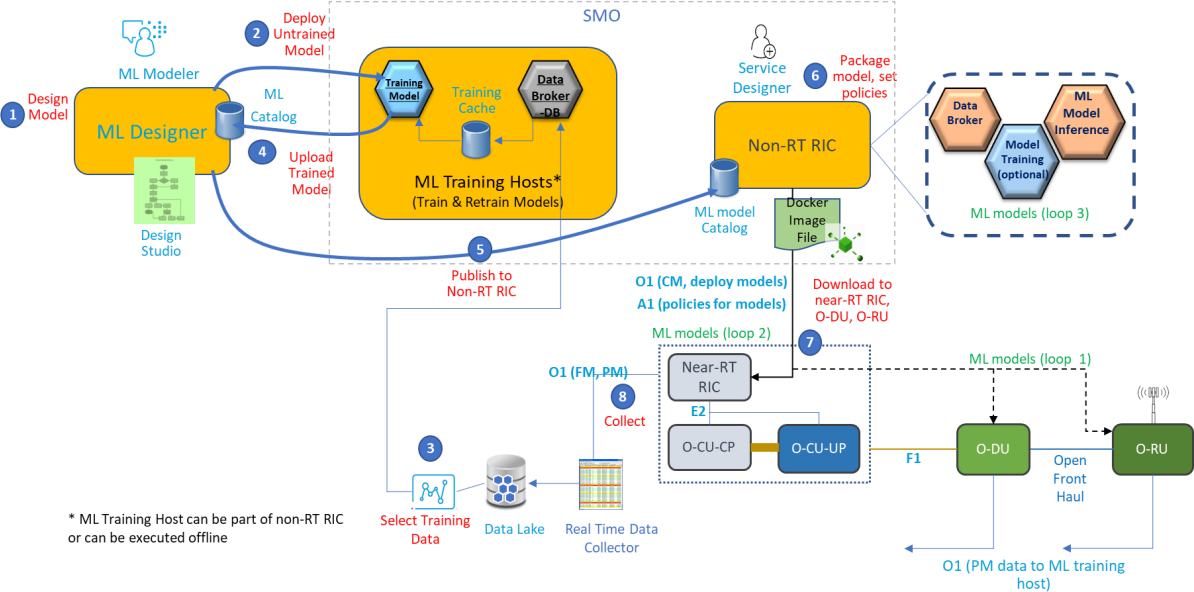 SMO
2
Deploy
Untrained
Model
ML Modeler
1
Design
Model
ML Designer
ML
Catalog
4
Upload
Trained
Model
Design
Studio
Training
Model
Training
Cache
Data
Broker
-DB
ML Training Hosts*
(Train & Retrain Models)
5
Publish to
Non-RT RIC
Service
Designer
6
Package
model, set
policies
Non-RT RIC
ML model
Catalog
Docker
Image
File
Data
Broker
ML
Model
Inference
Model
Training
(optional)
ML models (loop 3)
O1 (CM, deploy models)
A1 (policies for models)
Download to
near-RT RIC,
O-DU, O-RU
ML models (loop 2)
7
Near-RT
RIC
E2
O-CU-CP
O-CU-UP
ML models (loop 1)
F1
O-DU
Open
Front
Haul
O-RU
O1 (FM, PM)
8
Collect
3
Select Training
Data
Data Lake
Real Time Data
Collector
* ML Training Host can be part of non-RT RIC
or can be executed offline
O1 (PM data to ML training
host)